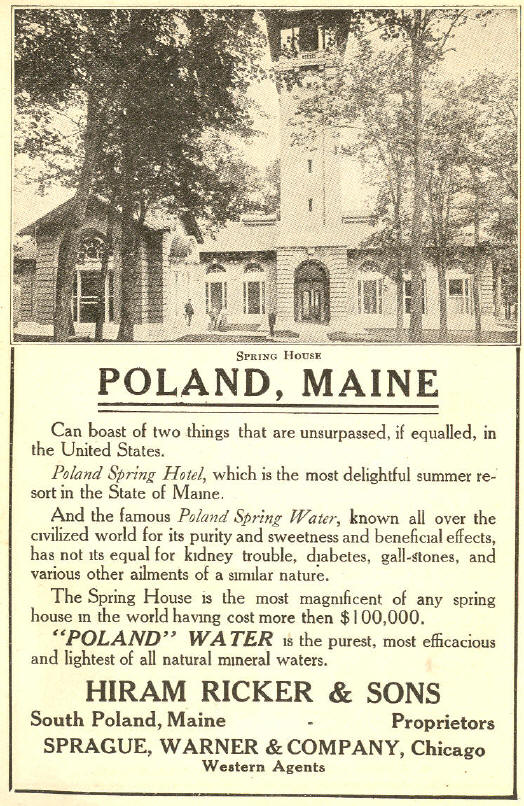 SPRING HOUSE
POLAND, MAINE
Can boast of two things that are unsurpassed, if equalled, in
the United States.
Poland Spring Hotel, which is the most delightful summer re-
sort in the State of Maine.
And the famous Poland Spring Water, known all over the
civilized world for its purity and sweetness and beneficial effects,
has not its equal for kidney trouble, diabetes, gall-stones, and
various other ailments of a similar nature.
The Spring House is the most magnificent of any spring
house in the world having cost more then $100,000.
"POLAND" WATER is the purest, most efficacious
and lightest of all natural mineral waters.
HIRAM RICKER & SONS
South Poland, Maine - Proprietors
SPRAGUE, WARNER & COMPANY, Chicago
Western Agents